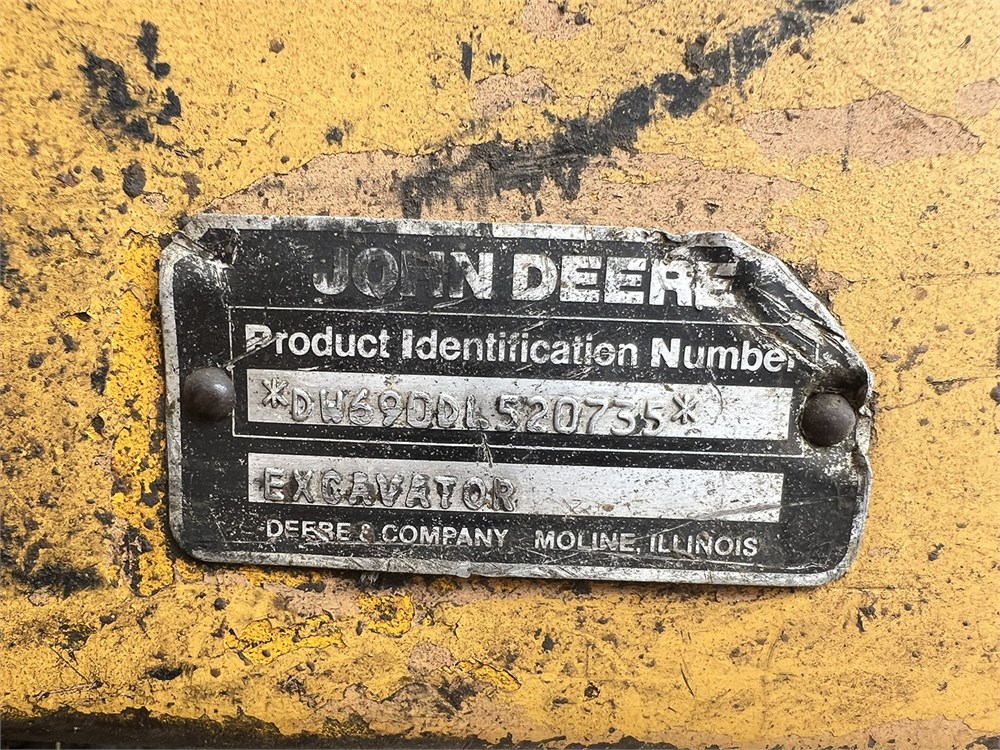 JOHN DEERE
Product Identification Number
*DW690DL520735*
EXCAVATOR
DEERE & COMPANY MOLINE, ILLINOIS